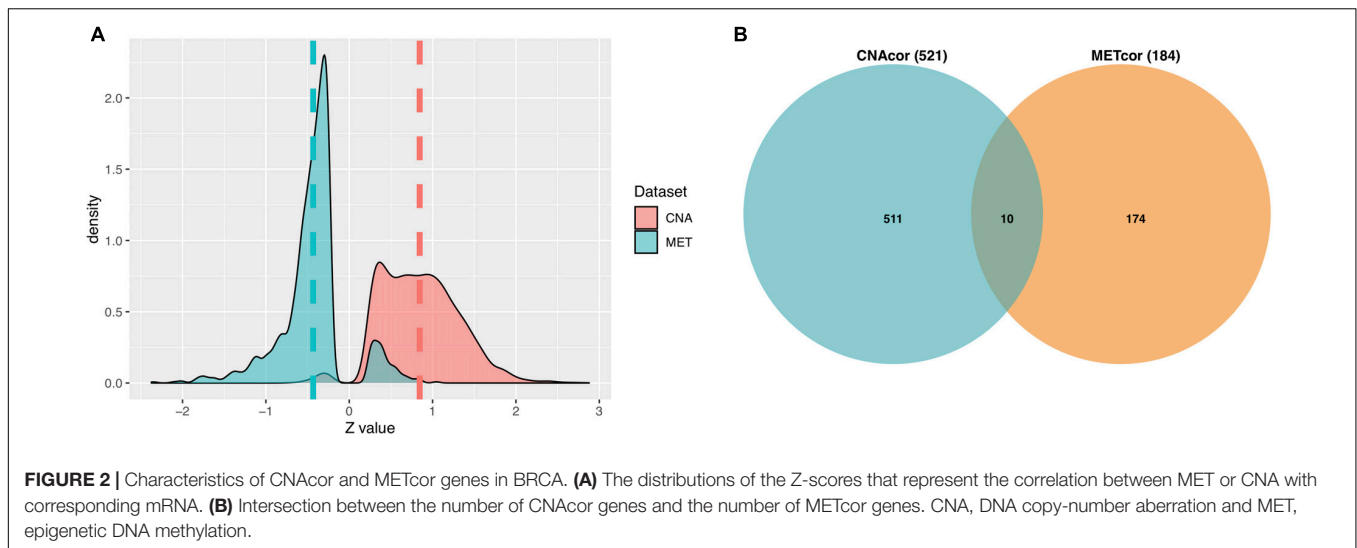 A
B
2.0
1.5
1.0
0.5
0.0
density
−2
−1
0
1
2
3
Z value
Dataset
CNA
MET
CNAcor (521)
METcor (184)
511
10
174
FIGURE 2 | Characteristics of CNAcor and METcor genes in BRCA. (A) The distributions of the Z-scores that represent the correlation between MET or CNA with
corresponding mRNA. (B) Intersection between the number of CNAcor genes and the number of METcor genes. CNA, DNA copy-number aberration and MET,
epigenetic DNA methylation.